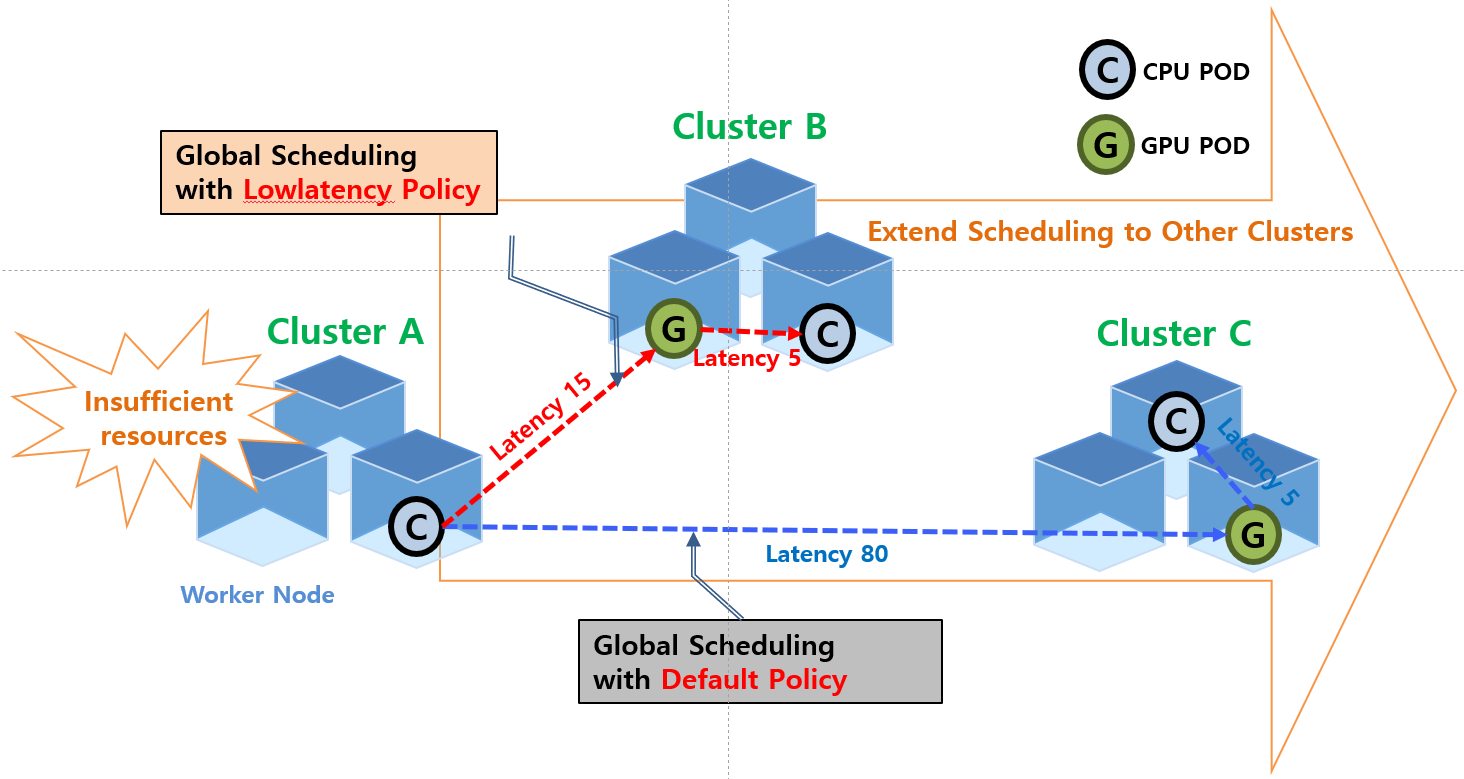 C CPU POD
G GPU POD
Cluster B
Global Scheduling
with Lowlatency Policy
Extend Scheduling to Other Clusters
Cluster A
Cluster C
G
C
Latency 5
Insufficient
resources
Latency 15
C
Latency 5
C
G
Latency 80
Worker Node
Global Scheduling
with Default Policy